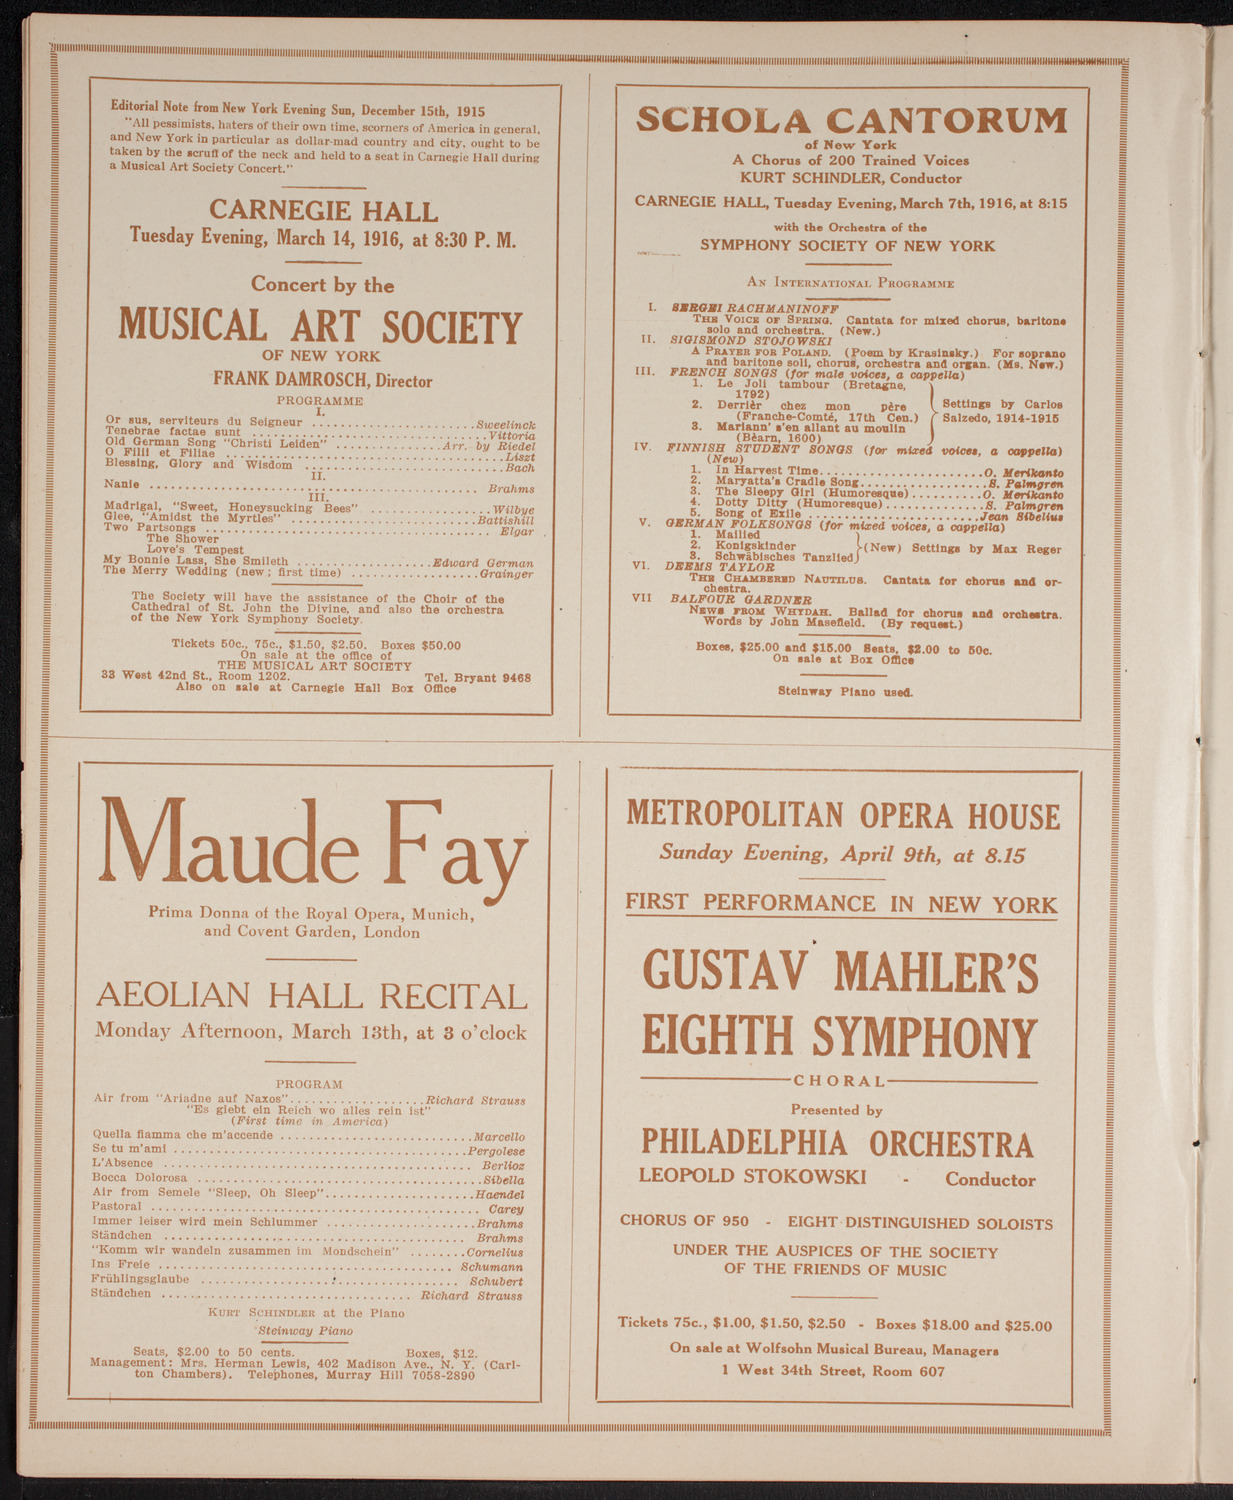 Editorial Note from New York Evening Sun, December 15th, 1915
"All pessimists, haters of their own time, scorners of America in general,
and New York in particular as dollar-mad country and city, ought to be
taken by the scruff of the neck and held to a seat in Carnegie Hall during
a Musical Art Society Concert."
CARNEGIE HALL
Tuesday Evening, March 14, 1916, at 8:30 P. M.
Concert by the
MUSICAL ART SOCIETY
OF NEW YORK
FRANK DAMROSCH, Director
PROGRAMME
I.
Or sus, serviteurs du Seigneur ........................Sweelinck
Tenebrae factae sunt ..................................Vittoria
Old German Song "Christi Leiden" ...............Arr. by Riedel
O Filii et Filiae ........................................Liszt
Blessing, Glory and Wisdom ..............................Bach
II.
Nanie ................................................ Brahms
III.
Madrigal, "Sweet, Honeysucking Bees" ...................Wilbye
Glee, "Amidst the Myrtles" ...........................Battishill
Two Partsongs ......................................... Elgar
The Shower
Love's Tempest
My Bonnie Lass, She Smileth ...................Edward German
The Merry Wedding (new; first time) ..................Grainger
The Society will have the assistance of the Choir of the
Cathedral of St. John the Divine, and also the orchestra
of the New York Symphony Society.
Tickets 50c., 75c., $1.50, $2.50. Boxes $50.00
On sale at the office of
THE MUSICAL ART SOCIETY
33 West 42nd St., Room 1202. Tel. Bryant 9468
Also on sale at Carnegie Hall Box Office
SCHOLA CANTORUM
of New York
A Chorus of 200 Trained Voices
KURT SCHINDLER, Conductor
CARNEGIE HALL, Tuesday Evening, March 7th, 1916, at 8:15
with the Orchestra of the
SYMPHONY SOCIETY OF NEW YORK
AN INTERNATIONAL PROGRAMME
I. SERGEI RACHMANINOFF
THE VOICE OF SPRING. Cantata for mixed chorus, baritone
solo and orchestra. (New.)
II. SIGISMOND STOJOWSKI
A PRAYER FOR POLAND. (Poem by Krasinsky.) For soprano
and baritone soli, chorus, orchestra and organ. (Ms. New.)
III. FRENCH SONGS (for male voices, a cappella)
1. Le Joli tambour (Bretagne,
1792)
2. Derrièr chez mon père
(Franche-Comté, 17th Cen.)
3. Mariann' s'en allant au moulin
(Bèarn, 1600)
Settings by Carlos
Salzedo, 1914-1915
IV. FINNISH STUDENT SONGS (for mixed voices, a cappella)
(New)
1. In Harvest Time.......................O. Merikanto
2. Maryatta's Cradle Song..................S. Palmgren
3. The Sleepy Girl (Humoresque)..........O. Merikanto
4. Dotty Ditty (Humoresque).............S. Palmgren
5. Song of Exile ........................Jean Sibelius
V. GERMAN FOLKSONGS (for mixed voices, a cappella)
1. Mailied
2. Konigskinder
3. Schwäbisches Tanzlied
(New) Settings by Max Reger
VI. DEEMS TAYLOR
THE CHAMBERED NAUTILUS. Cantata for chorus and or-
chestra.
VII BALFOUR GARDNER
NEWS FROM WHYDAH. Ballad for chorus and orchestra.
Words by John Masefield. (By request.)
Boxes, $25.00 and $15.00 Seats, $2.00 to 50c.
On sale at Box Office
Steinway Piano used.
Maude Fay
Prima Donna of the Royal Opera, Munich,
and Covent Garden, London
AEOLIAN HALL RECITAL
Monday Afternoon, March 13th, at 3 o'clock
PROGRAM
Air from "Ariadne auf Naxos"...................Richard Strauss
"Es giebt ein Reich wo alles rein ist"
(First time in America)
Quella fiamma che m'accende ..........................Marcello
Se tu m'ami .........................................Pergolese
L'Absence ........................................... Berlioz
Bocca Dolorosa .......................................Sibella
Air from Semele "Sleep, Oh Sleep".....................Haendel
Pastoral .............................................. Carey
Immer leiser wird mein Schlummer ....................Brahms
Ständchen ........................................... Brahms
"Komm wir wandeln zusammen im Mondschein" ........Cornelius
Ins Freie ......................................... Schumann
Frühlingsglaube .................................... Schubert
Ständchen .................................. Richard Strauss
KURT SCHINDLER at the Piano
Steinway Piano
Seats, $2.00 to 50 cents. Boxes, $12.
Management: Mrs. Herman Lewis, 402 Madison Ave., N. Y. (Carl-
ton Chambers). Telephones, Murray Hill 7058-2890
METROPOLITAN OPERA HOUSE
Sunday Evening, April 9th, at 8.15
FIRST PERFORMANCE IN NEW YORK
GUSTAV MAHLER'S
EIGHTH SYMPHONY
CHORAL
Presented by
PHILADELPHIA ORCHESTRA
LEOPOLD STOKOWSKI - Conductor
CHORUS OF 950 - EIGHT DISTINGUISHED SOLOISTS
UNDER THE AUSPICES OF THE SOCIETY
OF THE FRIENDS OF MUSIC
Tickets 75c., $1.00, $1.50, $2.50 - Boxes $18.00 and $25.00
On sale at Wolfsohn Musical Bureau, Managers
1 West 34th Street, Room 607